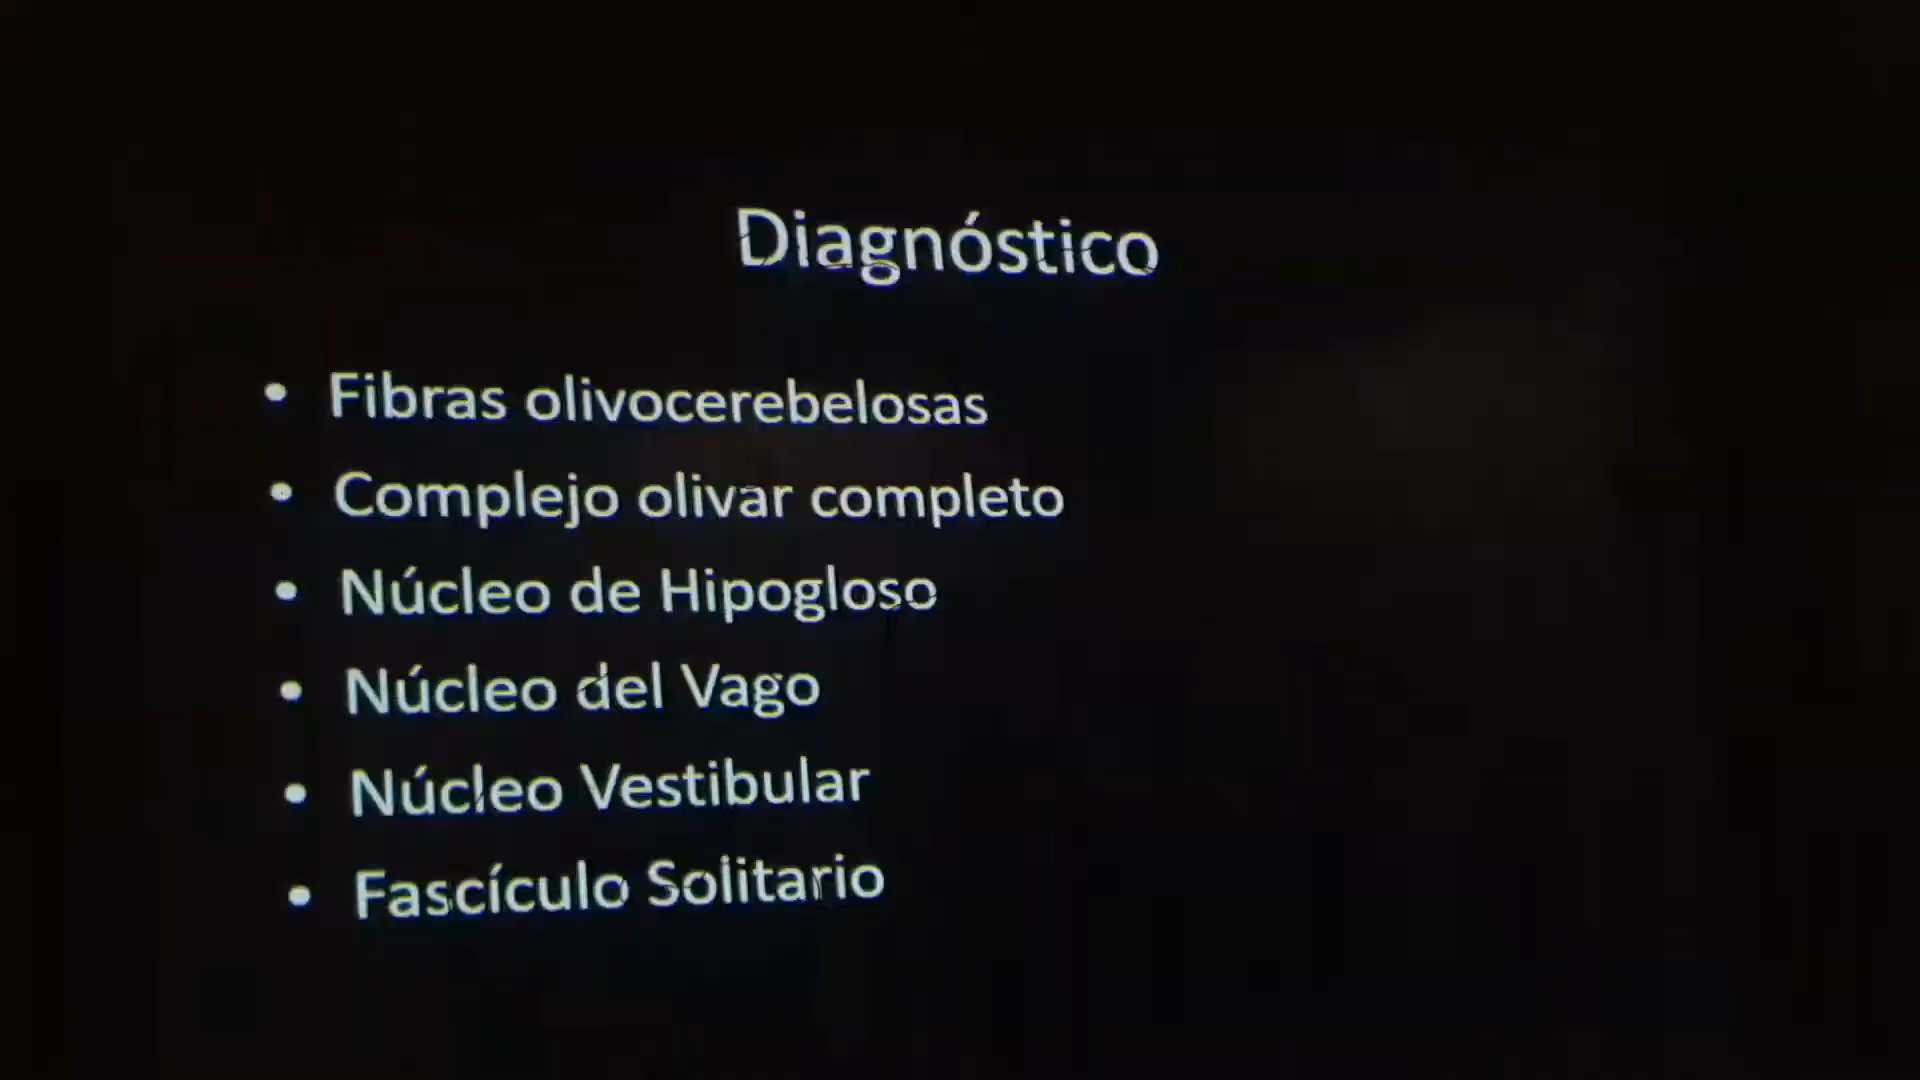 Diagnóstico
• Fibras olivocerebelosas
• Complejo olivar completo
• Núcleo de Hipogloso
• Núcleo del Vago
• Núcleo Vestibular
• Fascículo Solitario